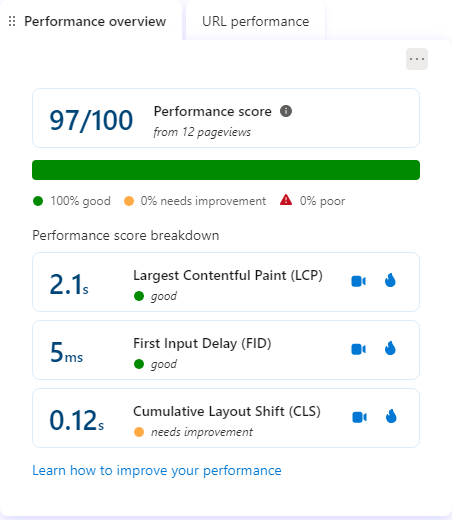 Performance overview
URL performance
...
97/100
Performance score
from 12 pageviews
100% good
0% needs improvement
0% poor
Performance score breakdown
2.1s
Largest Contentful Paint (LCP)
good
5ms
First Input Delay (FID)
good
0.12s
Cumulative Layout Shift (CLS)
needs improvement
Learn how to improve your performance